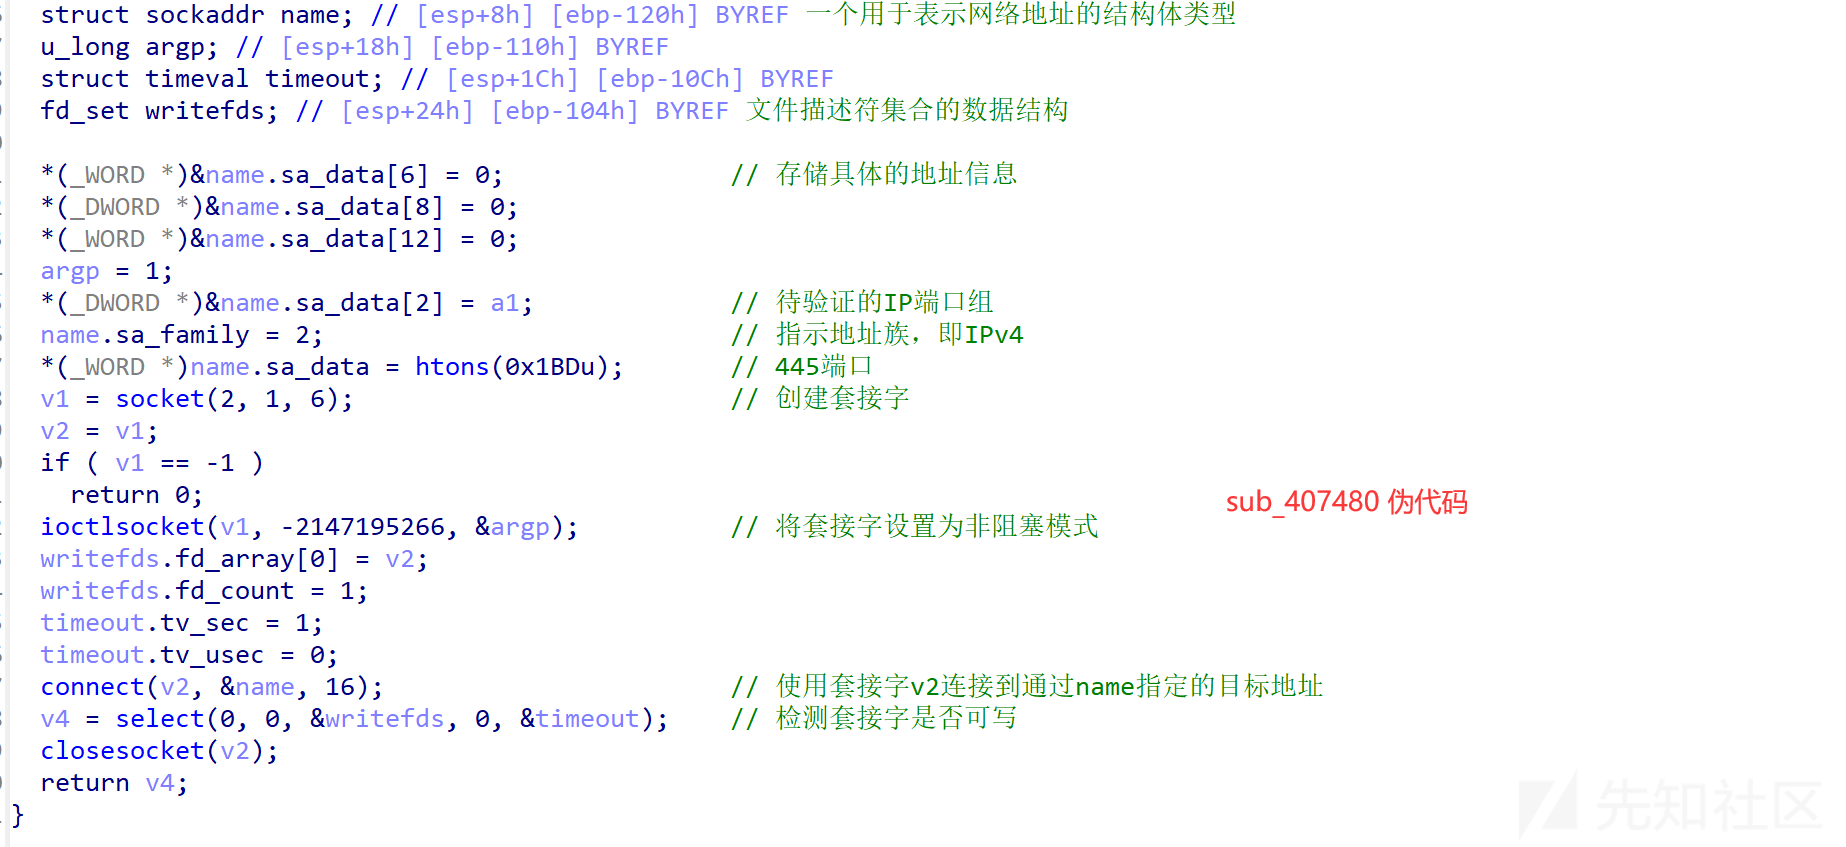 struct sockaddr name; // [esp+8h] [ebp-120h] BYREF 一个用于表示网络地址的结构体类型
u_long argp; // [esp+18h] [ebp-110h] BYREF
struct timeval timeout; // [esp+1Ch] [ebp-10Ch] BYREF
fd_set writefds; // [esp+24h] [ebp-104h] BYREF 文件描述符集合的数据结构
*(_WORD *)&name.sa_data[6] = 0; // 存储具体的地址信息
*(_DWORD *)&name.sa_data[8] = 0;
*(_WORD *)&name.sa_data[12] = 0;
argp = 1;
*(_DWORD *)&name.sa_data[2] = a1; // 待验证的IP端口组
name.sa_family = 2; // 指示地址族，即IPv4
*(_WORD *)name.sa_data = htons(0x1BDu); // 445端口
v1 = socket(2, 1, 6); // 创建套接字
v2 = v1;
if ( v1 == -1 )
return 0;
sub_407480 伪代码
ioctlsocket(v1, -2147195266, &argp); // 将套接字设置为非阻塞模式
writefds.fd_array[0] = v2;
writefds.fd_count = 1;
timeout.tv_sec = 1;
timeout.tv_usec = 0;
connect(v2, &name, 16); // 使用套接字v2连接到通过name指定的目标地址
v4 = select(0, 0, &writefds, 0, &timeout); // 检测套接字是否可写
closesocket(v2);
return v4;
}
先知社区